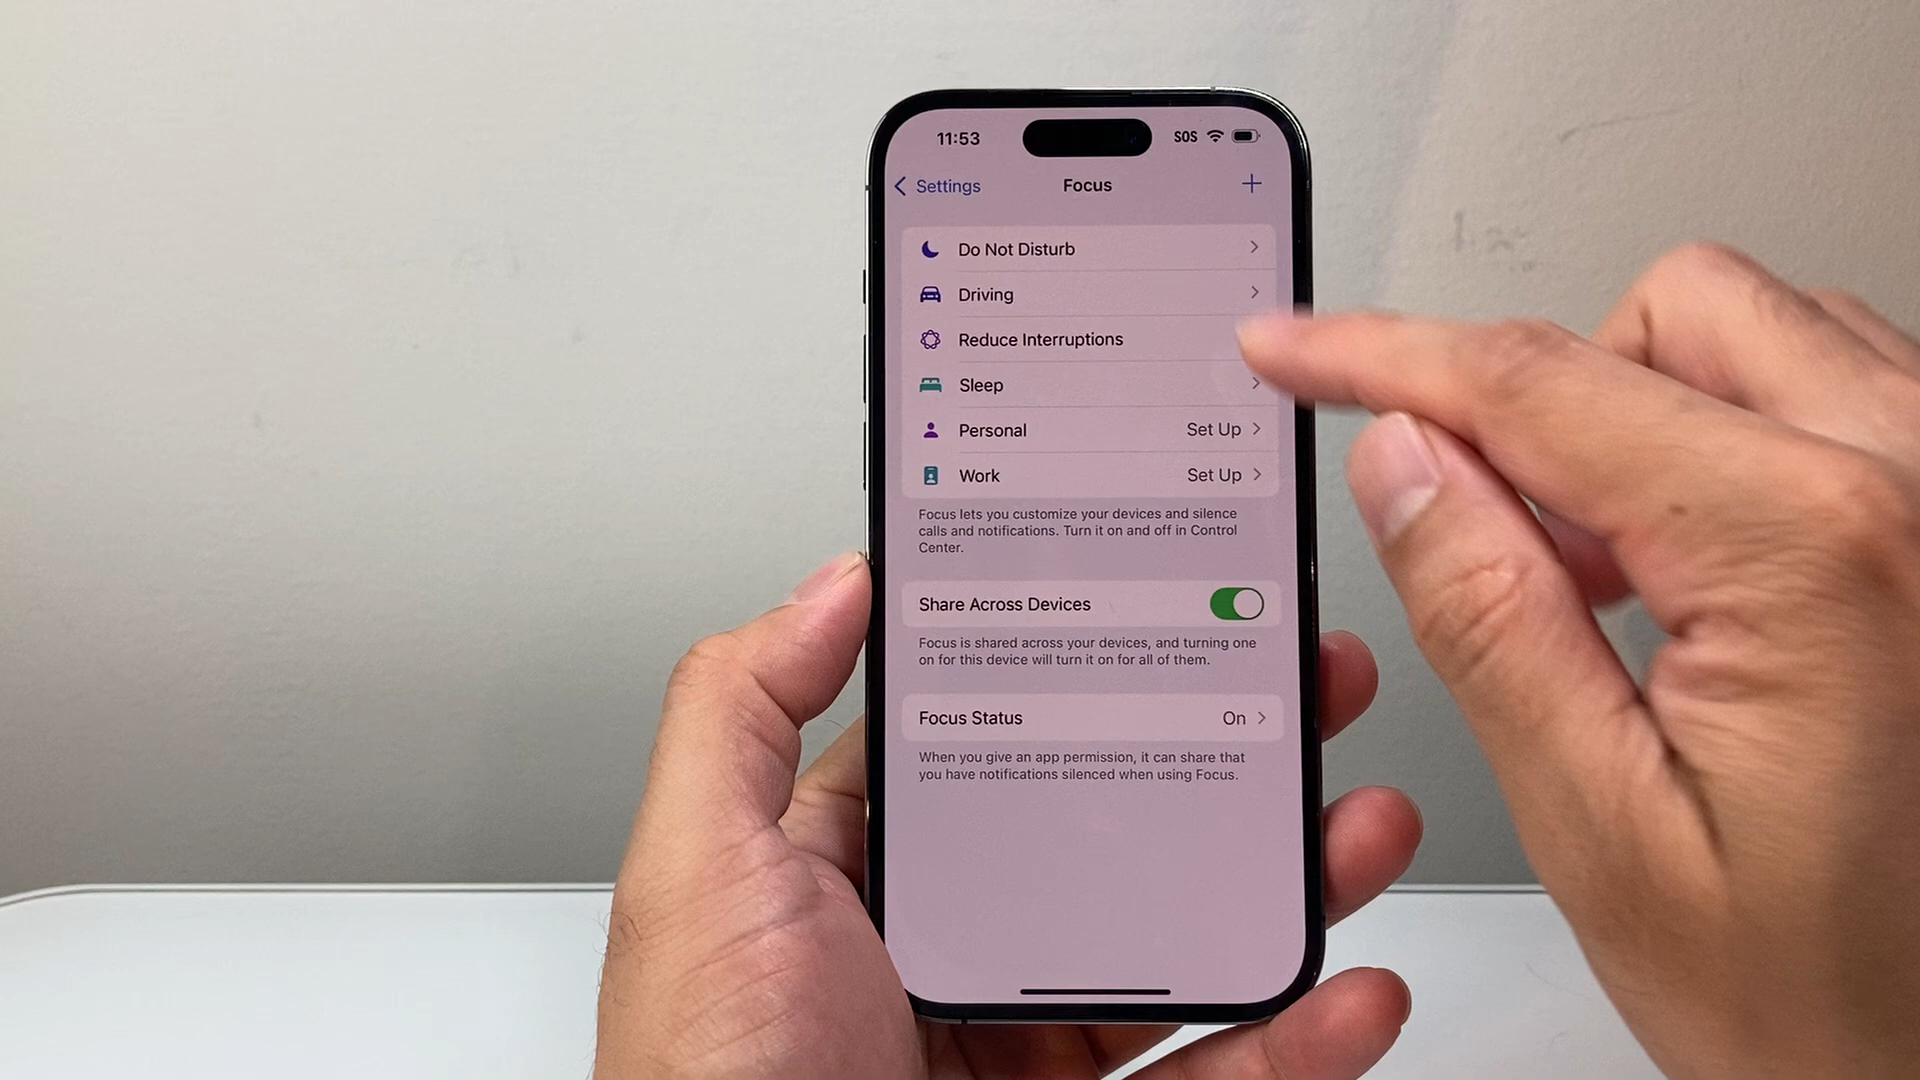 11:53 SOS
Settings Focus
Do Not Disturb
Driving
Reduce Interruptions
Sleep
Personal Set Up
Work Set Up
Focus lets you customize your devices and silence
calls and notifications. Turn it on and off in Control
Center.
Share Across Devices
Focus is shared across your devices, and turning one
on for this device will turn it on for all of them.
Focus Status On
When you give an app permission, it can share that
you have notifications silenced when using Focus.